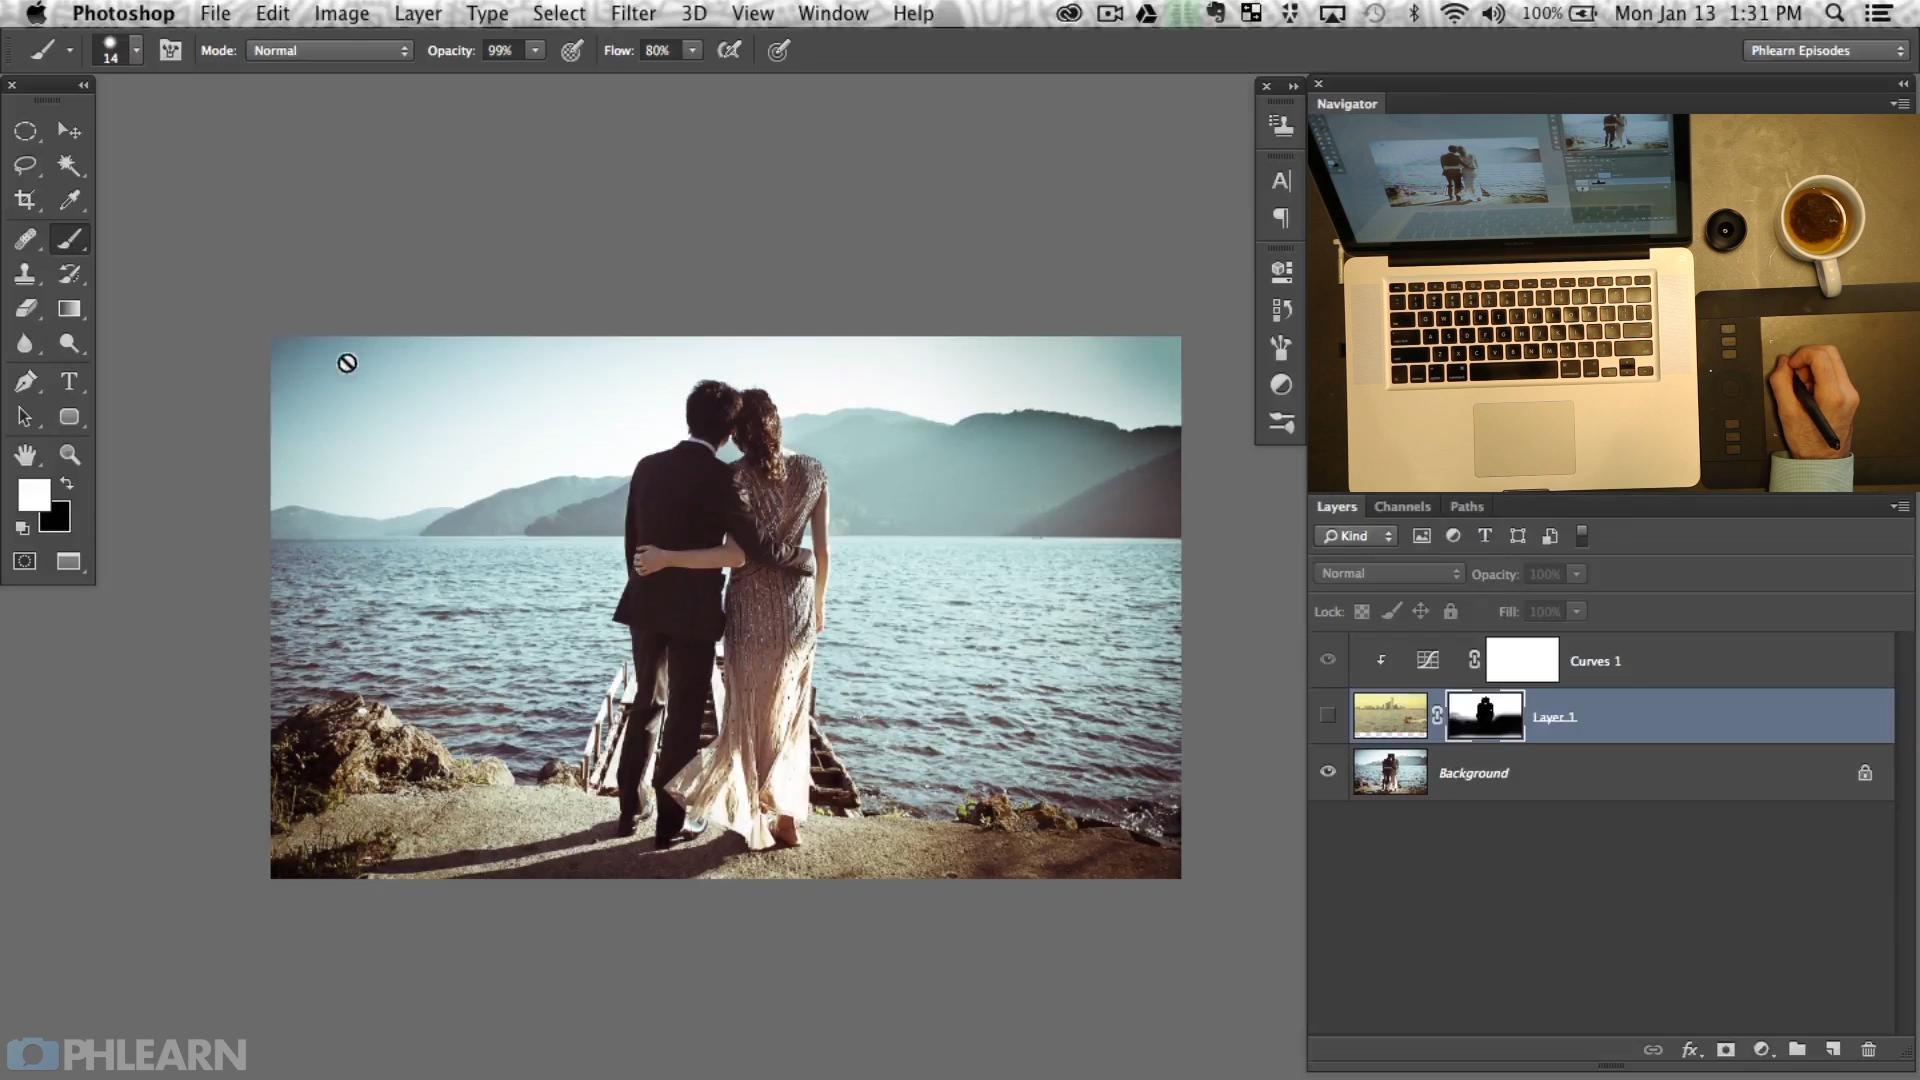 Photoshop File Edit Image Layer Type Select Filter 3D View Window Help 100% Mon Jan 13 1:31 PM
14 Mode: Normal Opacity: 99% Flow: 80% Phlearn Episodes
Navigator
Layers Channels Paths
Kind
Normal Opacity: 100%
Lock: Fill: 100%
Curves 1
Layer 1
Background
PHLEARN